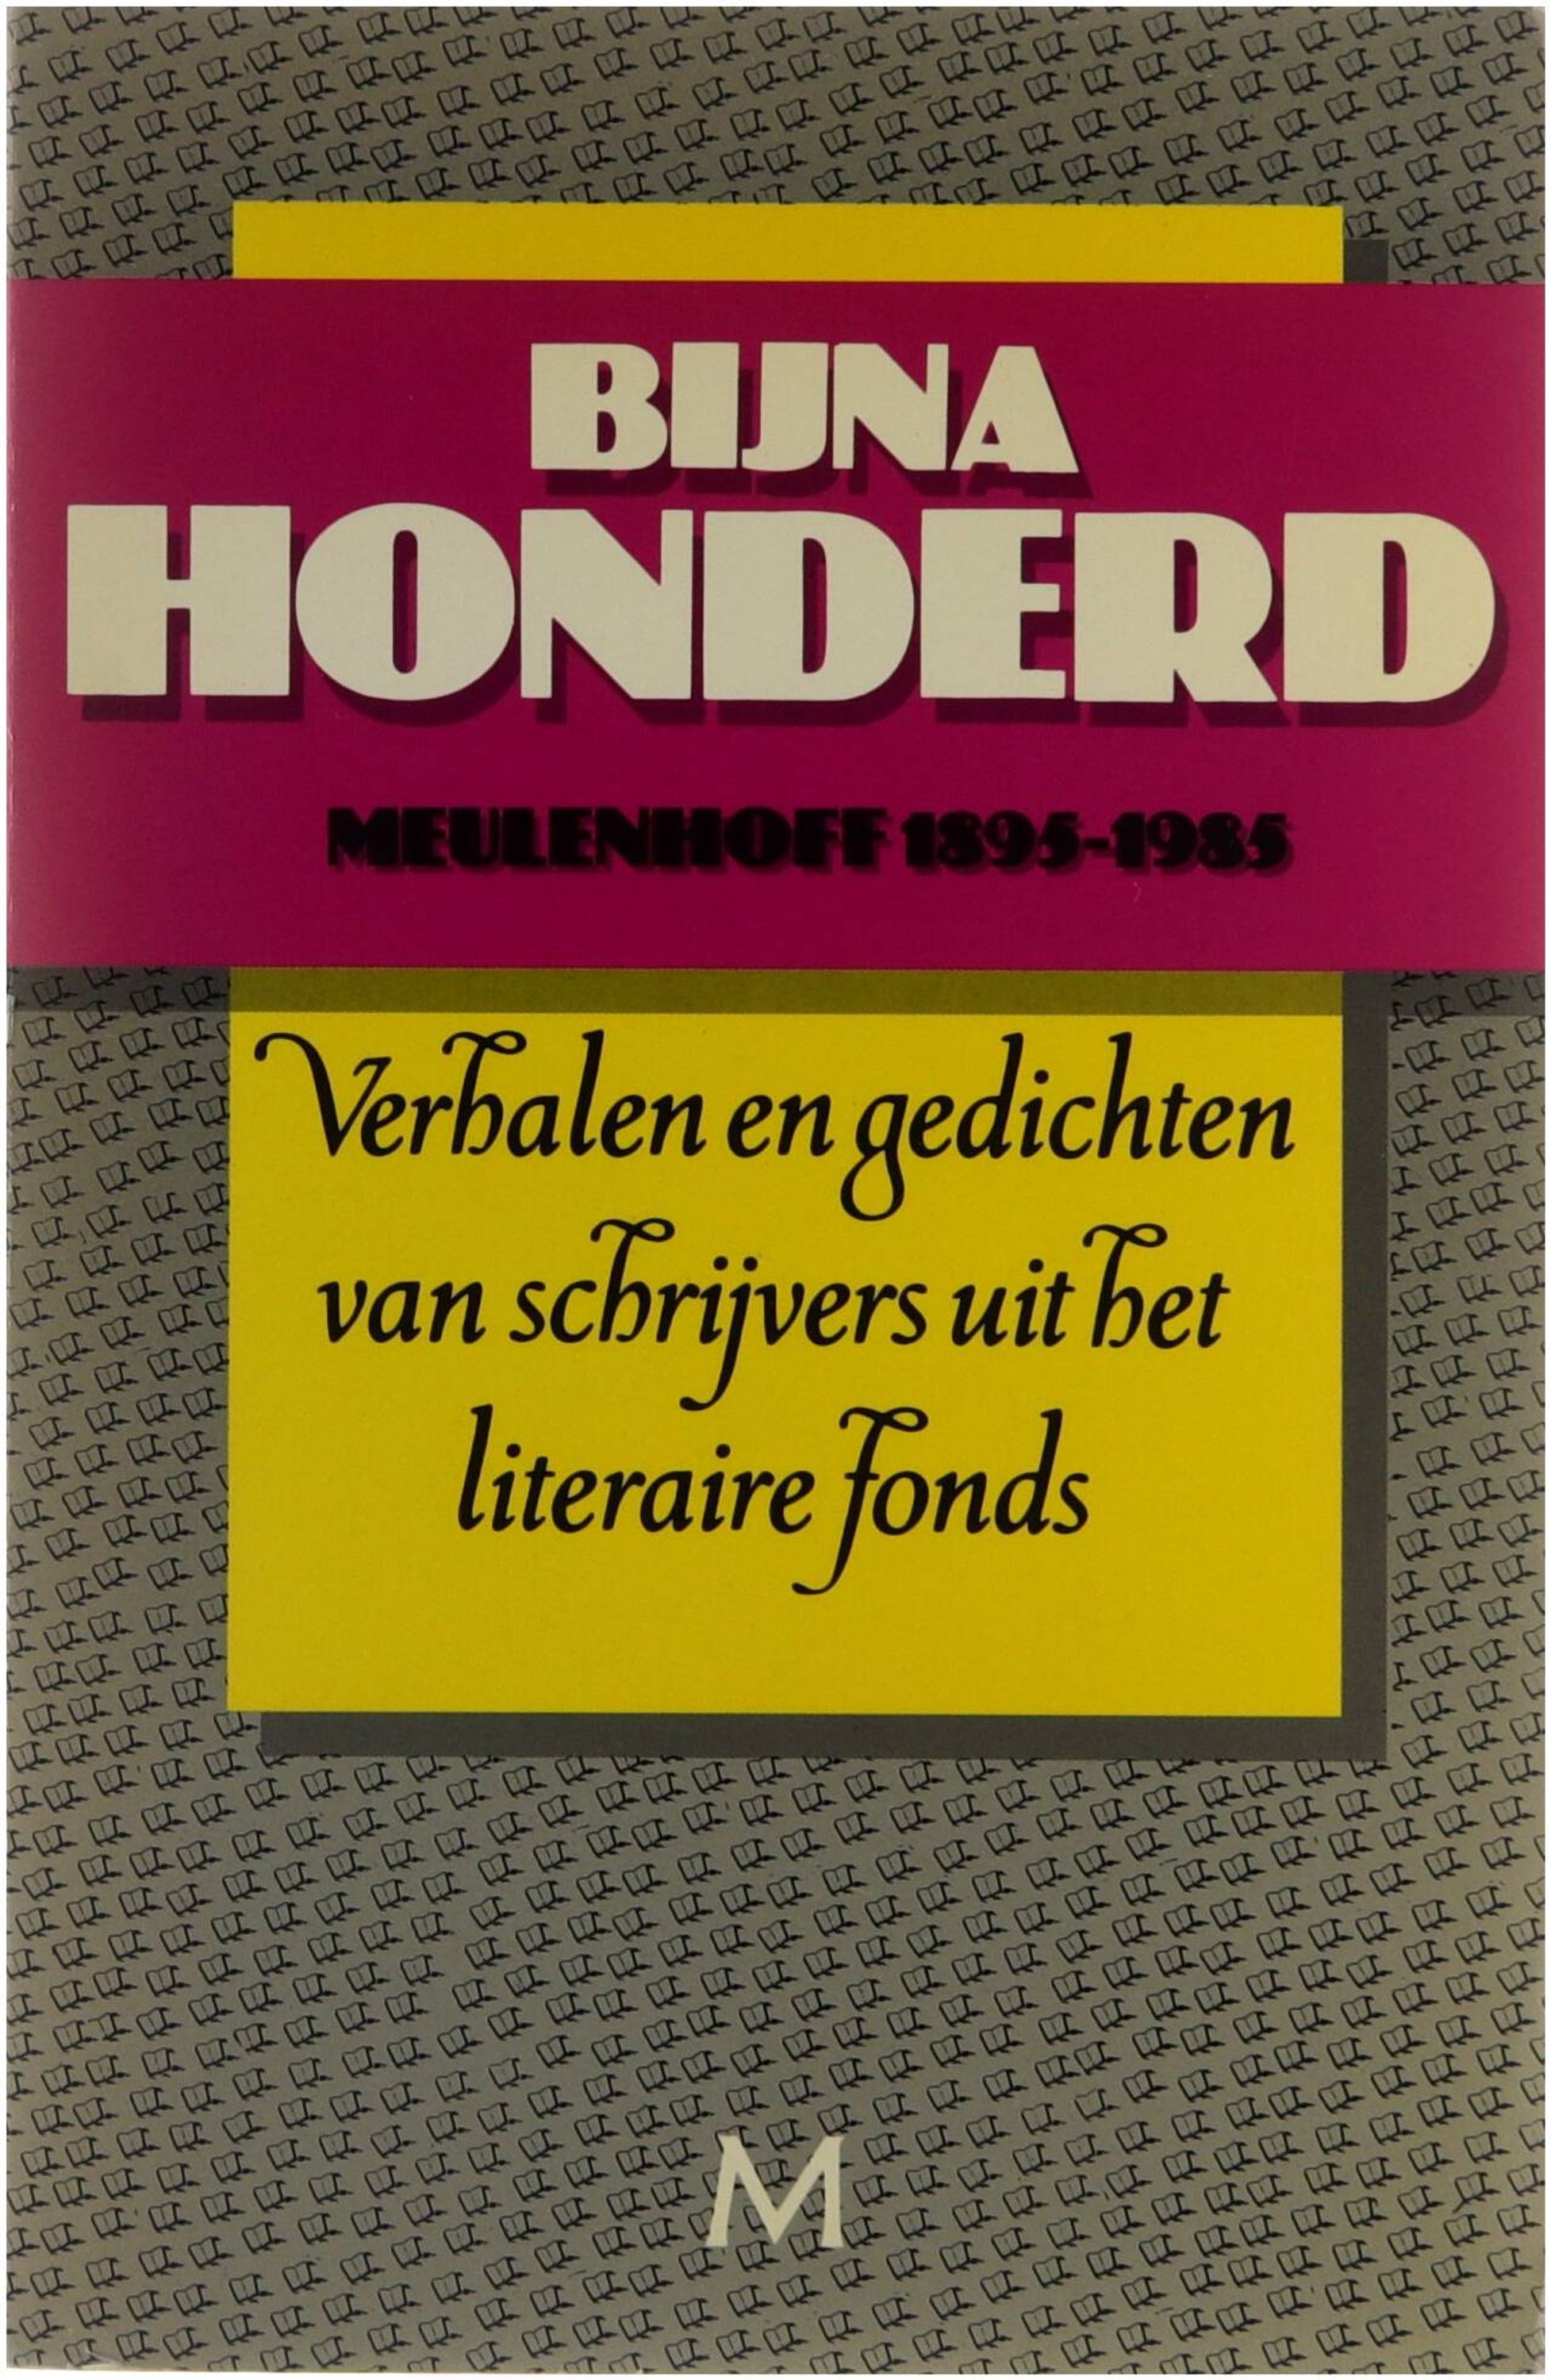 BIJNA
HONDERD
MEULENHOFF 1895-1985
Verhalen en gedichten
van schrijvers uit het
literaire fonds
M